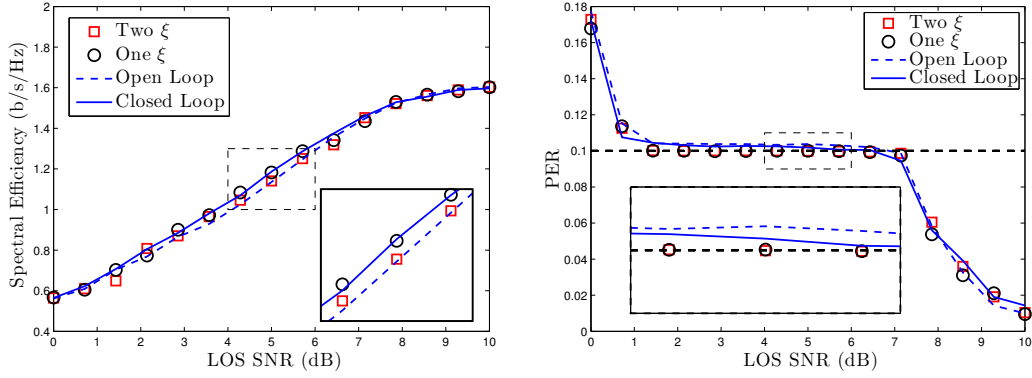 Two ξ
One ξ
Open Loop
Closed Loop
Spectral Efficiency (b/s/Hz)
1.8
1.6
1.4
1.2
1
0.8
0.6
0.4
0 1 2 3 4 5 6 7 8 9 10
LOS SNR (dB)
Two ξ
One ξ
Open Loop
Closed Loop
PER
0.18
0.16
0.14
0.12
0.1
0.08
0.06
0.04
0.02
0
0 1 2 3 4 5 6 7 8 9 10
LOS SNR (dB)